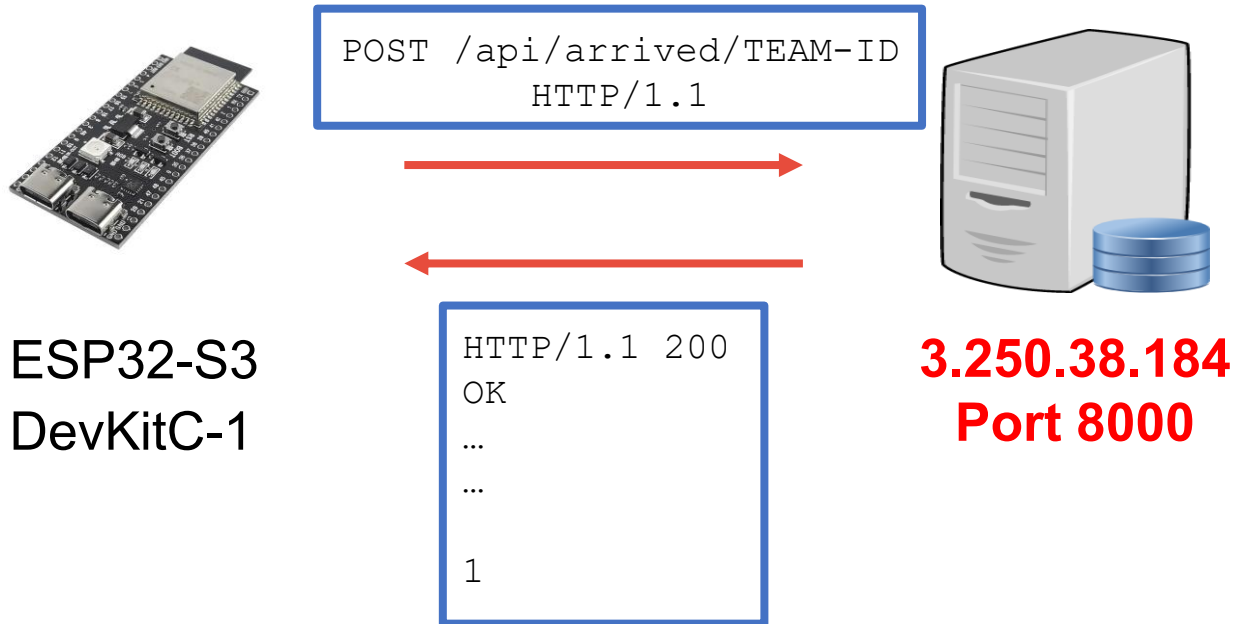 POST /api/arrived/TEAM-ID
HTTP/1.1
HTTP/1.1 200
OK
…
…
1
ESP32-S3
DevKitC-1
3.250.38.184
Port 8000